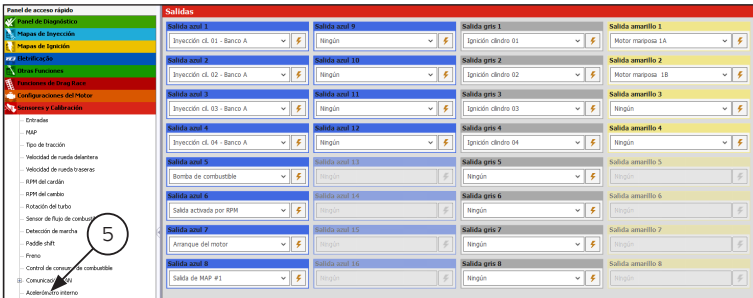 Panel de acceso rápido
Panel de Diagnóstico
Mapas de Inyección
Mapas de Ignición
Eletrificação
Otras Funciones
Funciones de Drag Race
Configuraciones del Motor
Sensores y Calibración
Entradas
MAP
Tipo de tracción
Velocidad de rueda delantera
Velocidad de rueda traseras
RPM del cardán
RPM del cambio
Rotación del turbo
Sensor de flujo de
Detección de marcha
Paddle shift
Freno
Control de consumo de combustible
Acelerómetro interno
5
Salidas
Salida azul 1
Inyección cil. 01 - Banco A
Salida azul 2
Inyección cil. 02 - Banco A
Salida azul 3
Inyección cil. 03 - Banco A
Salida azul 4
Inyección cil. 04 - Banco A
Salida azul 5
Bomba de combustible
Salida azul 6
Salida activada por RPM
Salida azul 7
Arranque del motor
Salida azul 8
Salida de MAP #1
Salida azul 9
Ningún
Salida azul 10
Ningún
Salida azul 11
Ningún
Salida azul 12
Ningún
Salida azul 13
Ningún
Salida azul 14
Ningún
Salida azul 15
Ningún
Salida azul 16
Ningún
Salida gris 1
Ignición cilindro 01
Salida gris 2
Ignición cilindro 02
Salida gris 3
Ignición cilindro 03
Salida gris 4
Ignición cilindro 04
Salida gris 5
Ningún
Salida gris 6
Ningún
Salida gris 7
Ningún
Salida gris 8
Ningún
Salida amarillo 1
Motor mariposa 1A
Salida amarillo 2
Motor mariposa 1B
Salida amarillo 3
Ningún
Salida amarillo 4
Ningún
Salida amarillo 5
Ningún
Salida amarillo 6
Ningún
Salida amarillo 7
Ningún
Salida amarillo 8
Ningún